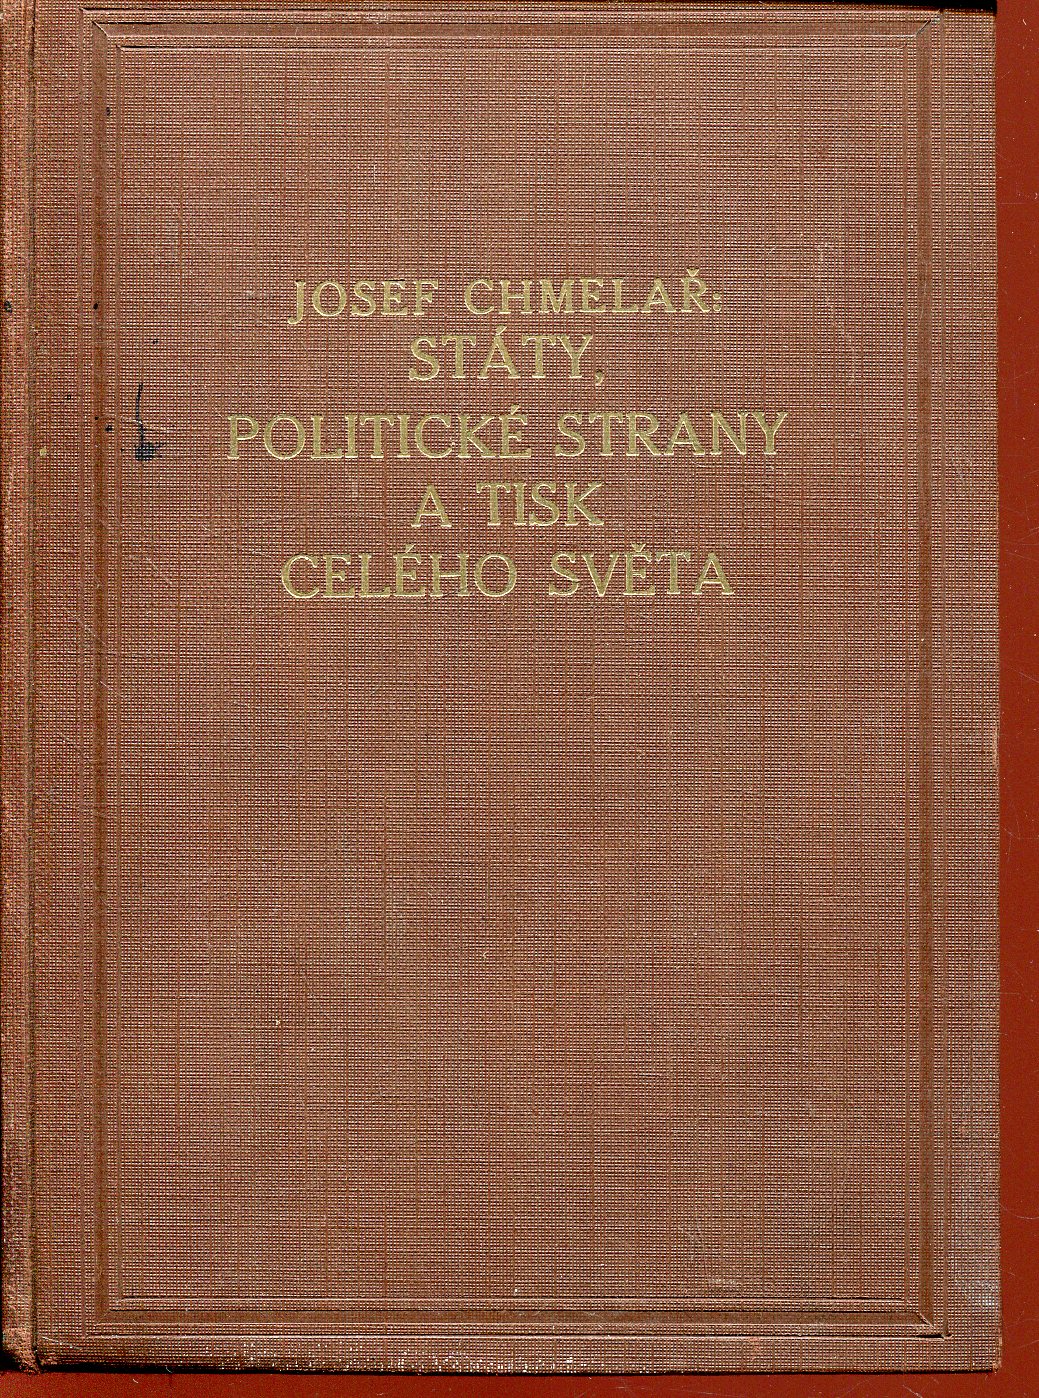 JOSEF CHMELAŘ:
STÁTY,
POLITICKÉ STRANY
A TISK
CELÉHO SVĚTA